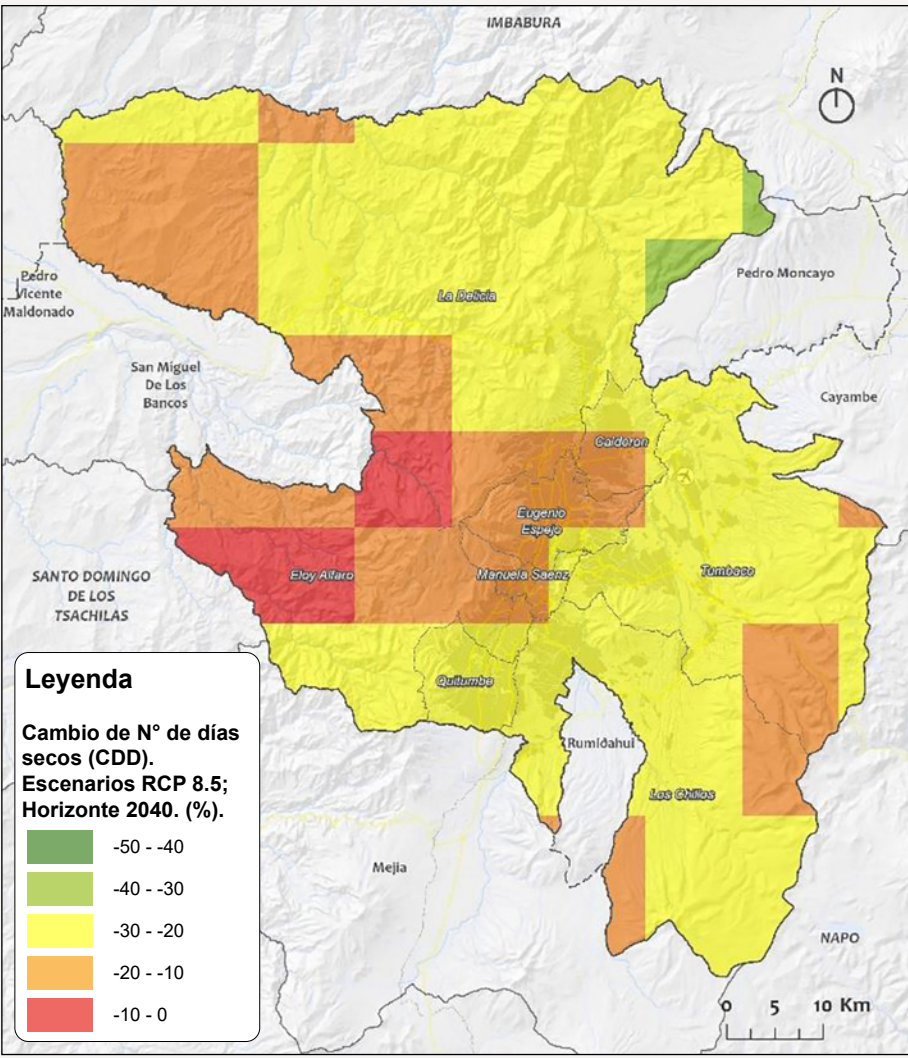 IMBABURA
N
Pedro
Vicente
Maldonado
Pedro Moncayo
La Delicia
San Miguel
De Los
Bancos
Cayambe
Calderon
Eugenio
Espejo
SANTO DOMINGO
DE LOS
TSACHILAS
Eloy Alfaro
Manuela Saenz
Tumbaco
Quitumbe
Rumiñahui
Los Chillos
Mejia
NAPO
0 5 10 Km
Leyenda
Cambio de N° de días
secos (CDD).
Escenarios RCP 8.5;
Horizonte 2040. (%).
-50 - -40
-40 - -30
-30 - -20
-20 - -10
-10 - 0